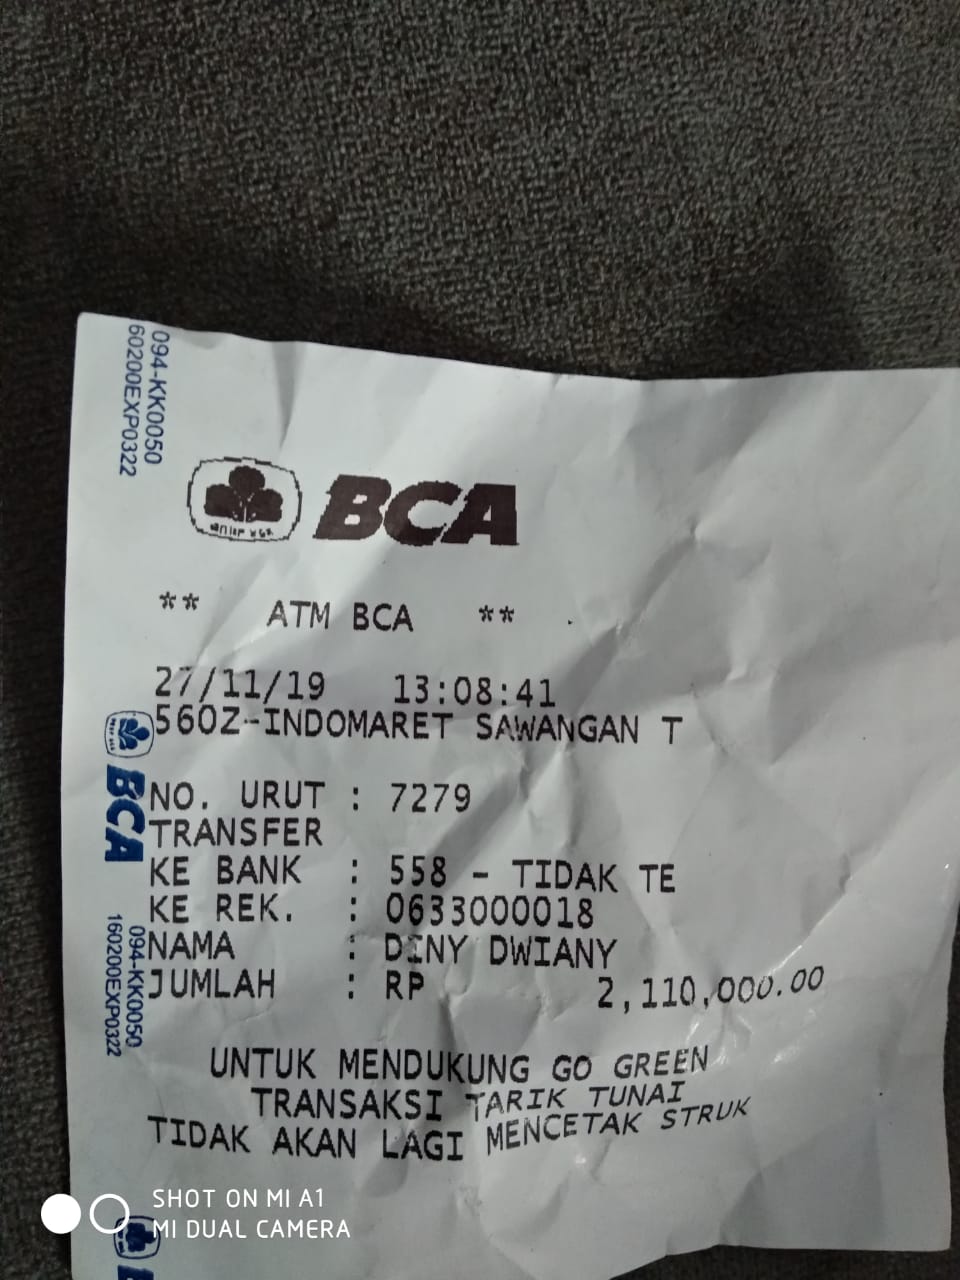 094-KK0050
60200EXP0322
BCA
** ATM BCA **
27/11/19 13:08:41
560Z-INDOMARET SAWANGAN T
NO. URUT : 7279
TRANSFER
KE BANK : 558 - TIDAK TE
KE REK. : 0633000018
NAMA : DINY DWIANY
JUMLAH : RP 2,110,000.00
UNTUK MENDUKUNG GO GREEN
TRANSAKSI TARIK TUNAI
TIDAK AKAN LAGI MENCETAK STRUK
BCA
094-KK0050
160200EXP0322
SHOT ON MI A1
MI DUAL CAMERA